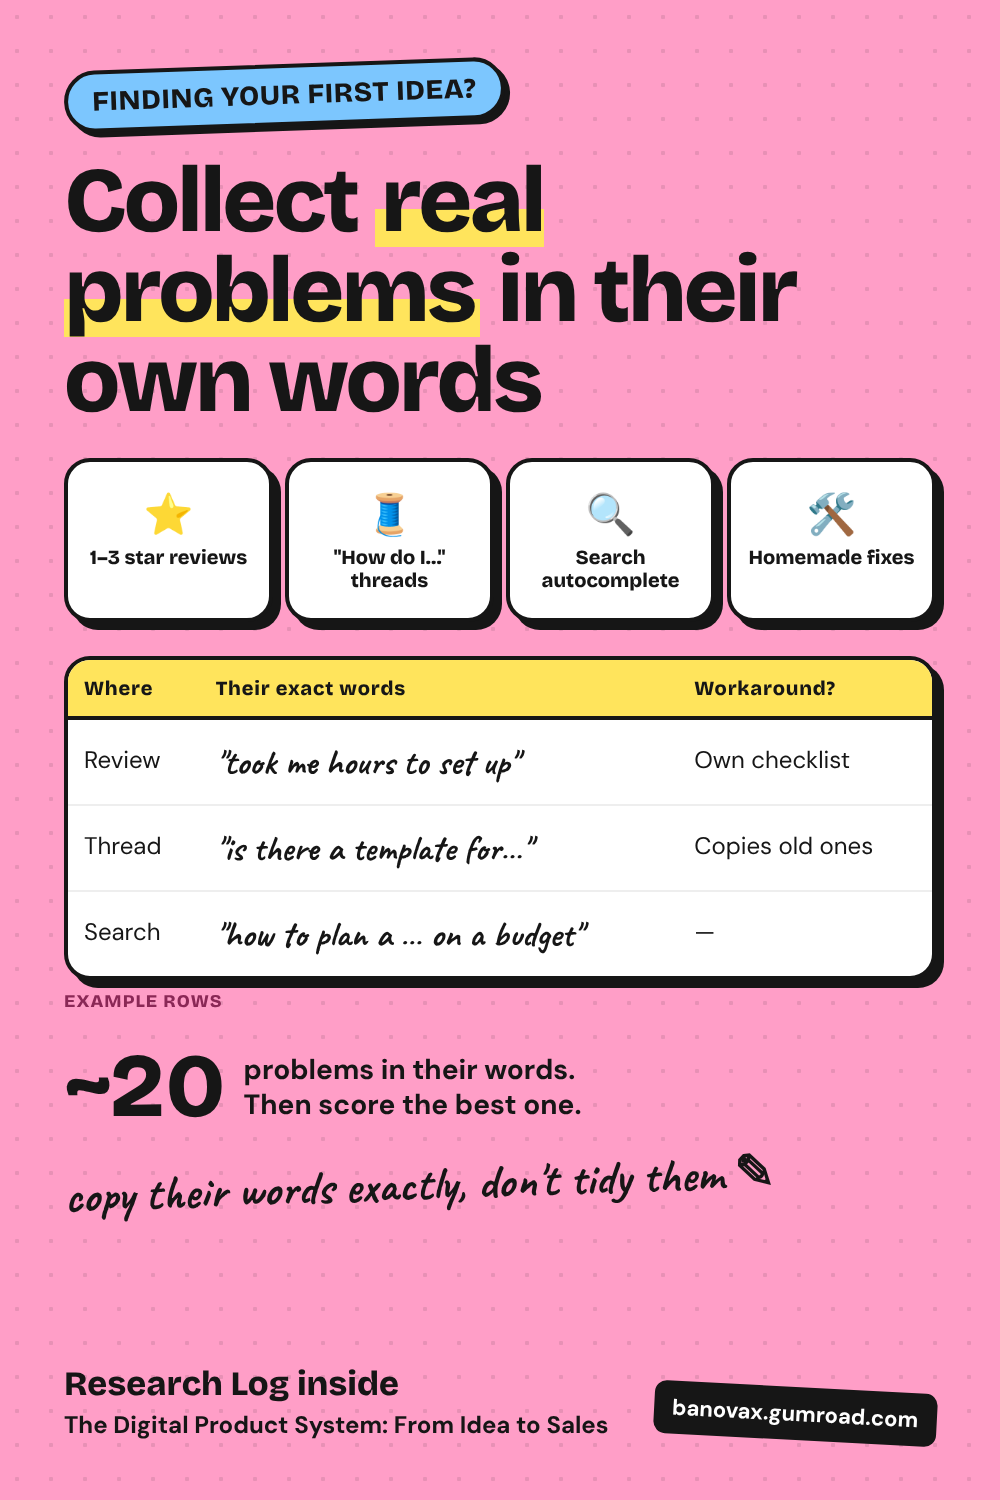 FINDING YOUR FIRST IDEA?
Collect real
problems in their
own words
1–3 star reviews
"How do I..."
threads
Search
autocomplete
Homemade fixes
Where Their exact words Workaround?
Review "took me hours to set up" Own checklist
Thread "is there a template for..." Copies old ones
Search "how to plan a ... on a budget" —
EXAMPLE ROWS
~20
problems in their words.
Then score the best one.
copy their words exactly, don't tidy them ✎
Research Log inside
The Digital Product System: From Idea to Sales
banovax.gumroad.com